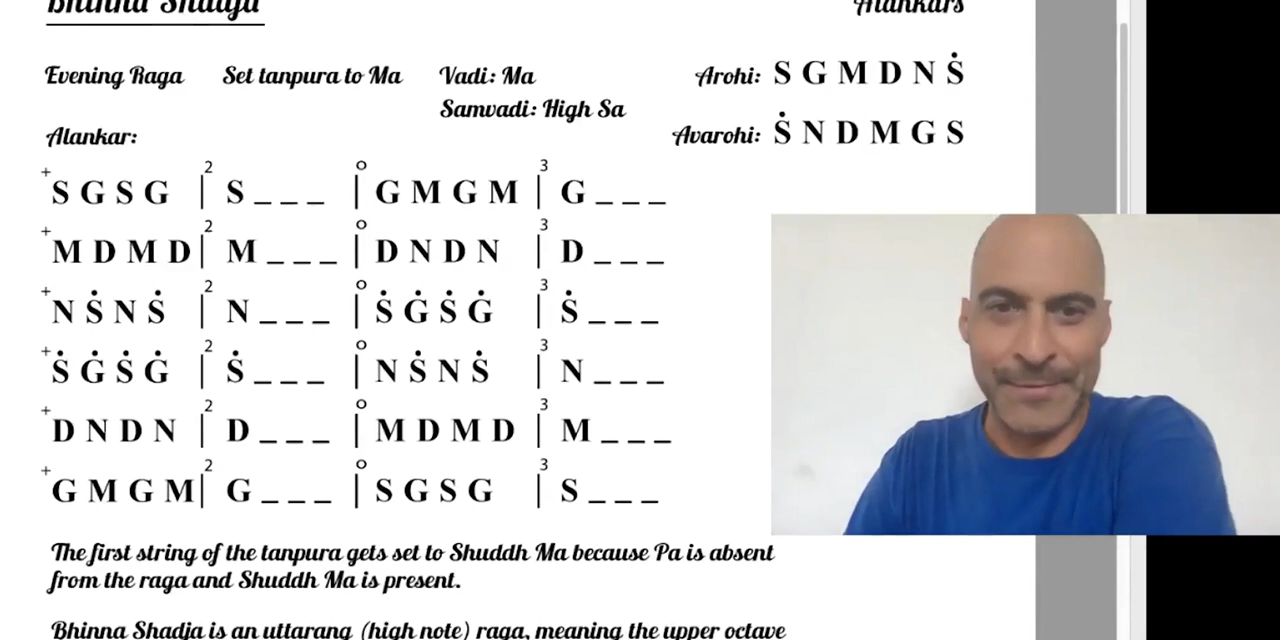 Bhinna Shadja Alankars
Evening Raga Set tanpura to Ma Vadi: Ma Arohi: S G M D N Ṡ
Samvadi: High Sa
Alankar: Avarohi: Ṡ N D M G S
+ S G S G | 2 S _ _ _ | o G M G M | 3 G _ _ _
+ M D M D | 2 M _ _ _ | o D N D N | 3 D _ _ _
+ N Ṡ N Ṡ | 2 N _ _ _ | o Ṡ Ġ Ṡ Ġ | 3 Ṡ _ _ _
+ Ṡ Ġ Ṡ Ġ | 2 Ṡ _ _ _ | o N Ṡ N Ṡ | 3 N _ _ _
+ D N D N | 2 D _ _ _ | o M D M D | 3 M _ _ _
+ G M G M | 2 G _ _ _ | o S G S G | 3 S _ _ _
The first string of the tanpura gets set to Shuddh Ma because Pa is absent
from the raga and Shuddh Ma is present.
Bhinna Shadja is an uttarang (high note) raga, meaning the upper octave